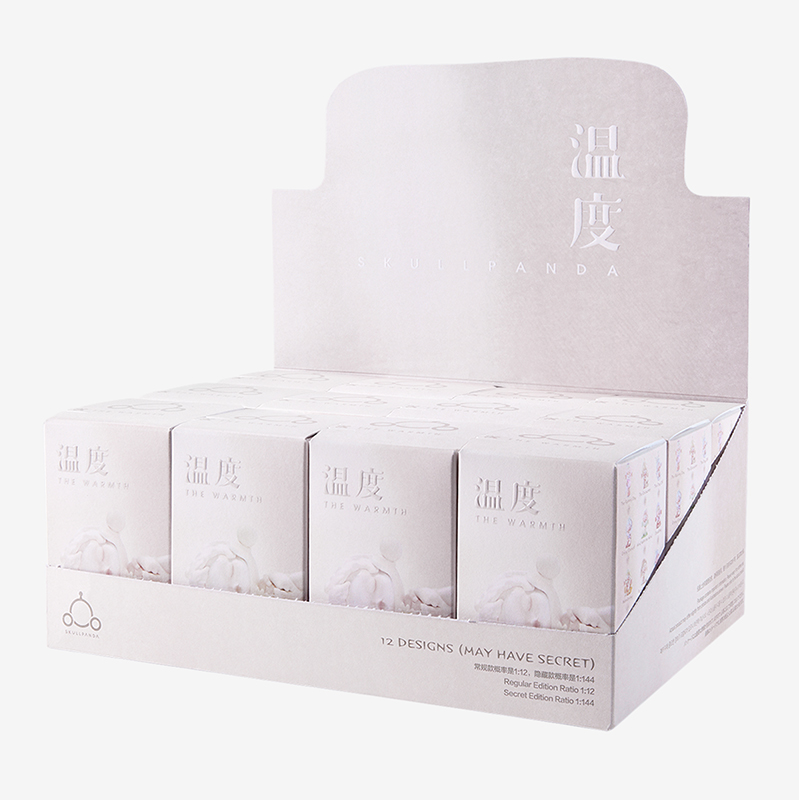 温
度
SKULLPANDA
温度
THE WARMTH
温度
THE WARMTH
温度
THE WARMTH
温度
THE WARMTH
SKULLPANDA
12 DESIGNS (MAY HAVE SECRET)
常规款概率是1:12，隐藏款概率是1:144
Regular Edition Ratio 1:12
Secret Edition Ratio 1:144